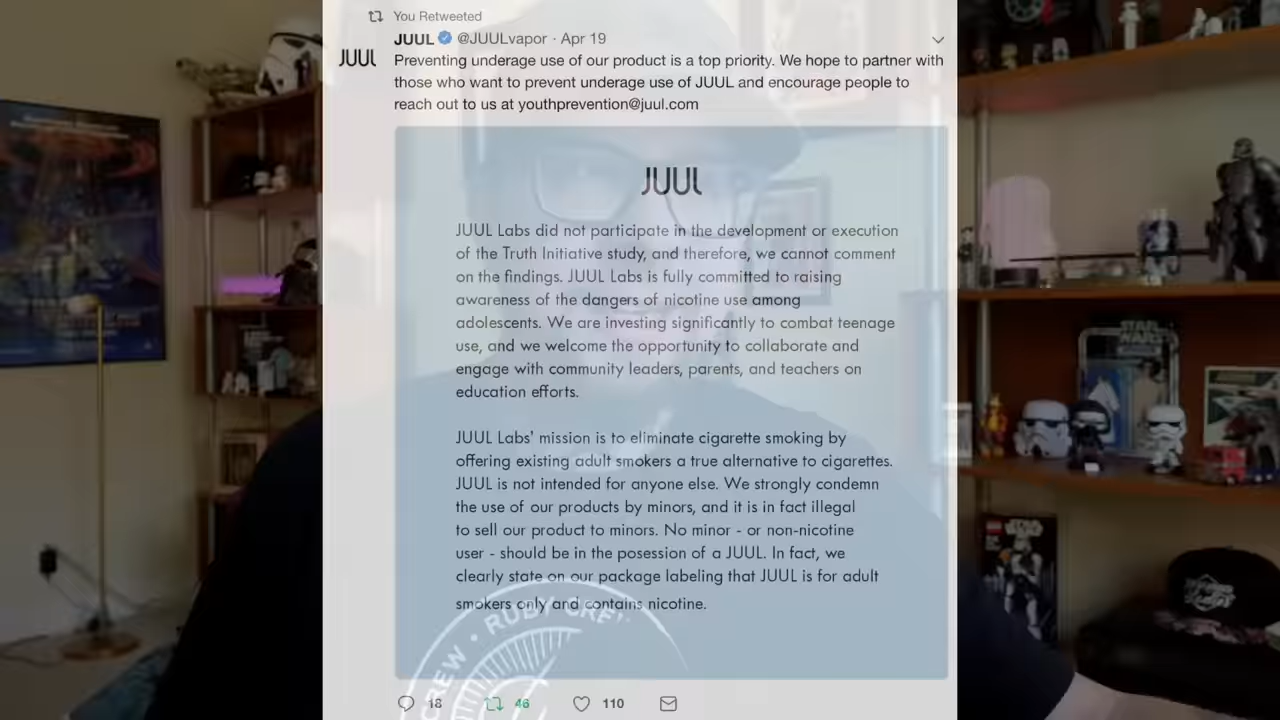 You Retweeted
JUUL @JUULvapor · Apr 19
JUUL
Preventing underage use of our product is a top priority. We hope to partner with
those who want to prevent underage use of JUUL and encourage people to
reach out to us at youthprevention@juul.com
JUUL
JUUL Labs did not participate in the development or execution
of the Truth Initiative study, and therefore, we cannot comment
on the findings. JUUL Labs is fully committed to raising
awareness of the dangers of nicotine use among
adolescents. We are investing significantly to combat teenage
use, and we welcome the opportunity to collaborate and
engage with community leaders, parents, and teachers on
education efforts.
JUUL Labs' mission is to eliminate cigarette smoking by
offering existing adult smokers a true alternative to cigarettes.
JUUL is not intended for anyone else. We strongly condemn
the use of our products by minors, and it is in fact illegal
to sell our product to minors. No minor - or non-nicotine
user - should be in the posession of a JUUL. In fact, we
clearly state on our package labeling that JUUL is for adult
smokers only and contains nicotine.
CREW • RUBY CREW
18 46 110
STAR WARS
STAR WARS